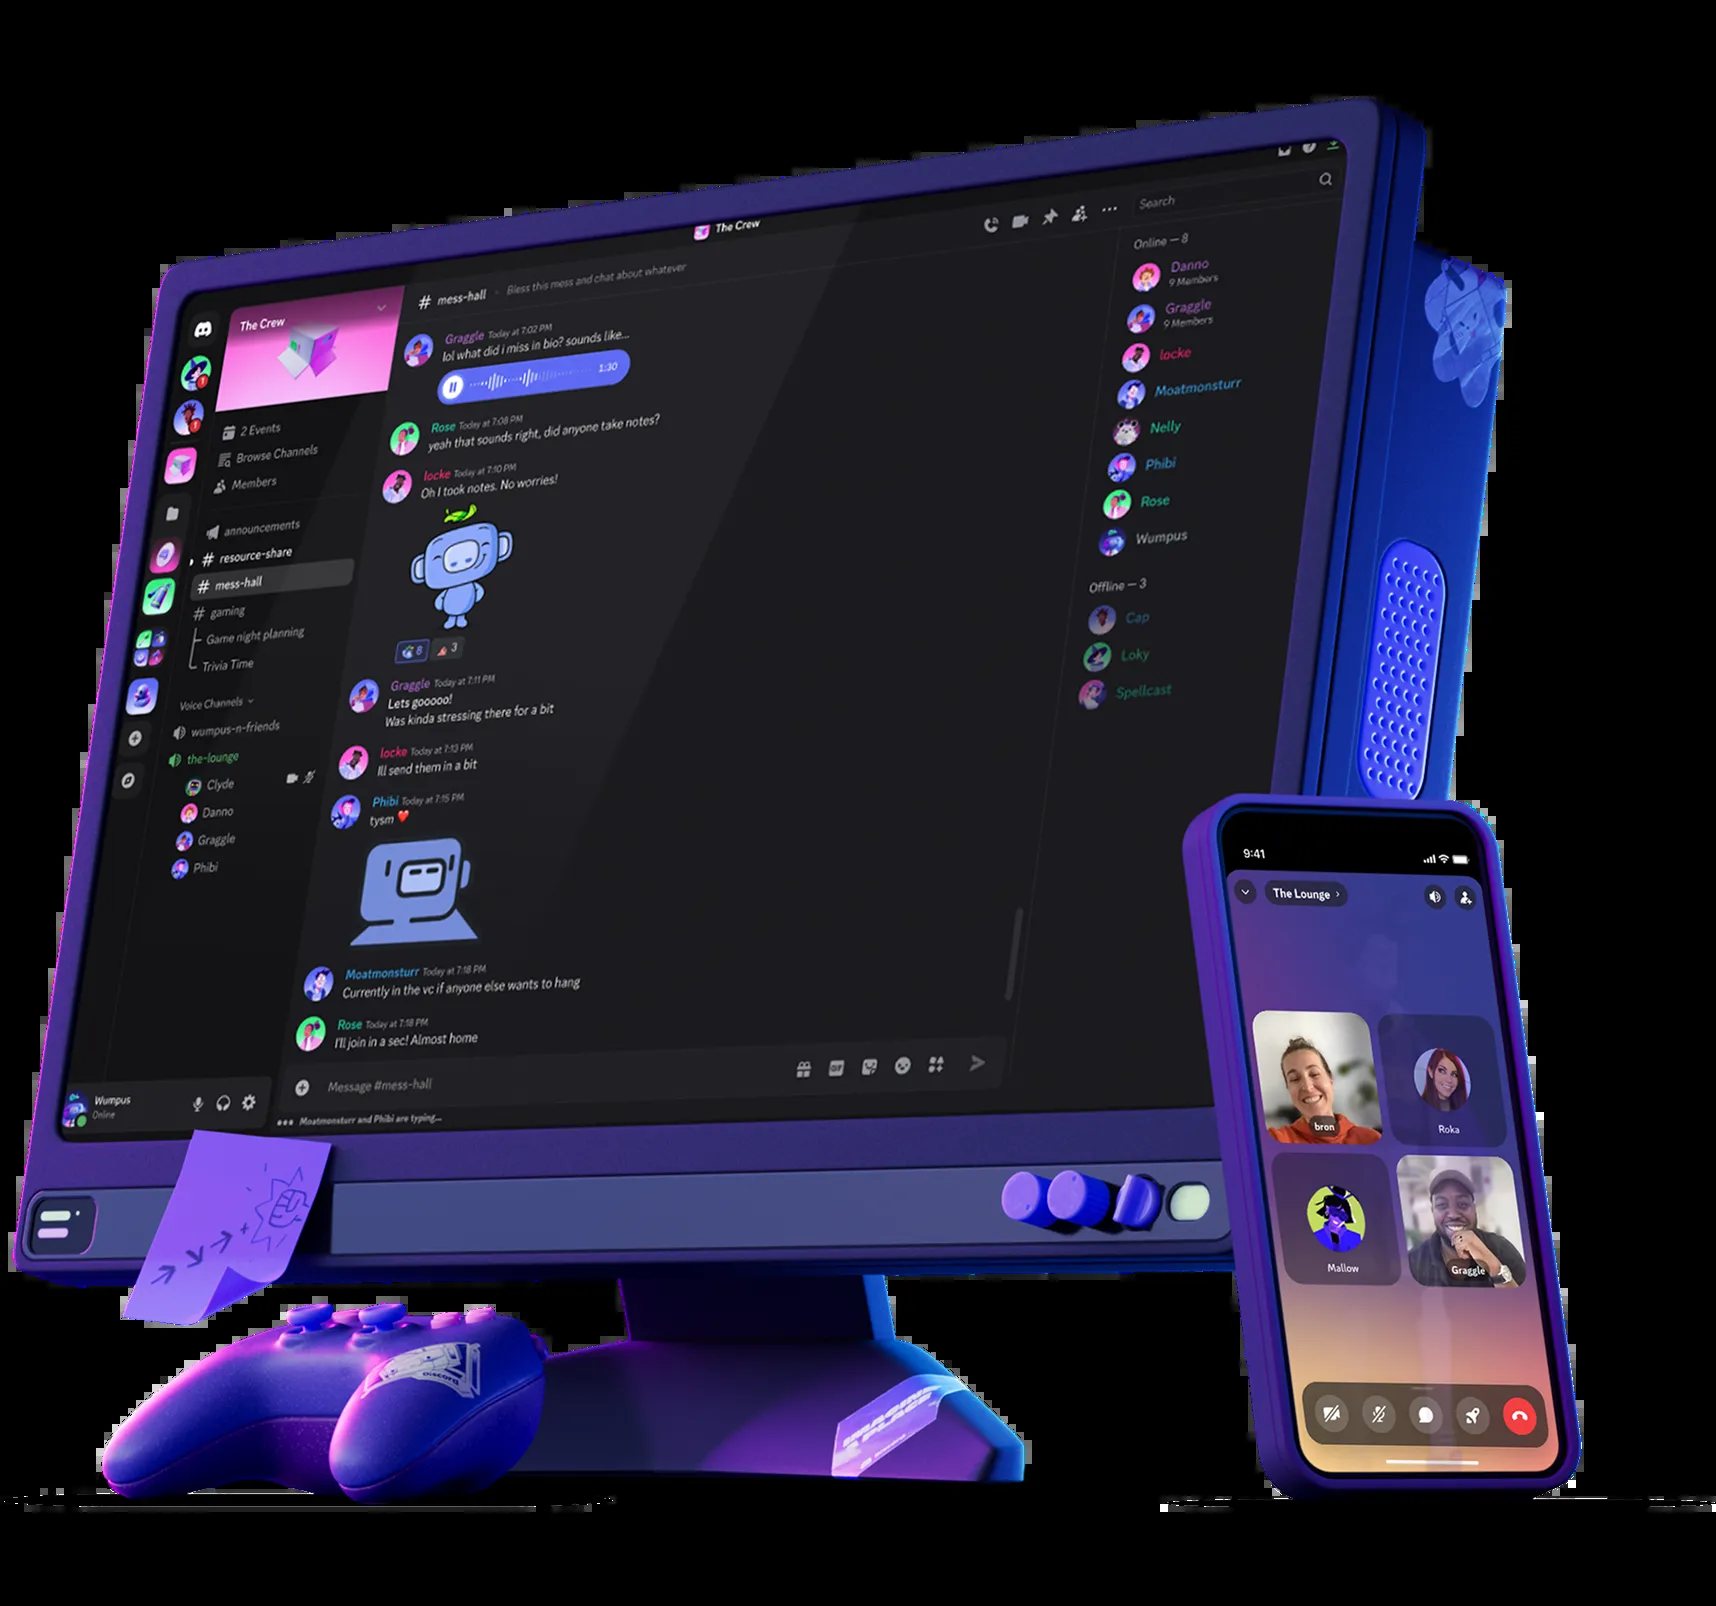 The Crew
Search
The Crew
# mess-hall
Bless this mess and chat about whatever
2 Events
Browse Channels
Members
announcements
# resource-share
# mess-hall
# gaming
Game night planning
Trivia Time
Voice Channels
wumpus-n-friends
the-lounge
Clyde
Danno
Graggle
Phibi
Wumpus
Online
Graggle Today at 7:02 PM
lol what did i miss in bio? sounds like...
1:30
Rose Today at 7:08 PM
yeah that sounds right, did anyone take notes?
locke Today at 7:10 PM
Oh I took notes. No worries!
8
3
Graggle Today at 7:11 PM
Lets gooooo!
Was kinda stressing there for a bit
locke Today at 7:13 PM
Ill send them in a bit
Phibi Today at 7:15 PM
tysm ❤️
Moatmonsturr Today at 7:18 PM
Currently in the vc if anyone else wants to hang
Rose Today at 7:18 PM
I'll join in a sec! Almost home
Message #mess-hall
GIF
Moatmonsturr and Phibi are typing...
Online — 8
Danno
9 Members
Graggle
9 Members
locke
Moatmonsturr
Nelly
Phibi
Rose
Wumpus
Offline — 3
Cap
Loky
Spellcast
9:41
The Lounge
bron
Roka
Mallow
Graggle
Discord